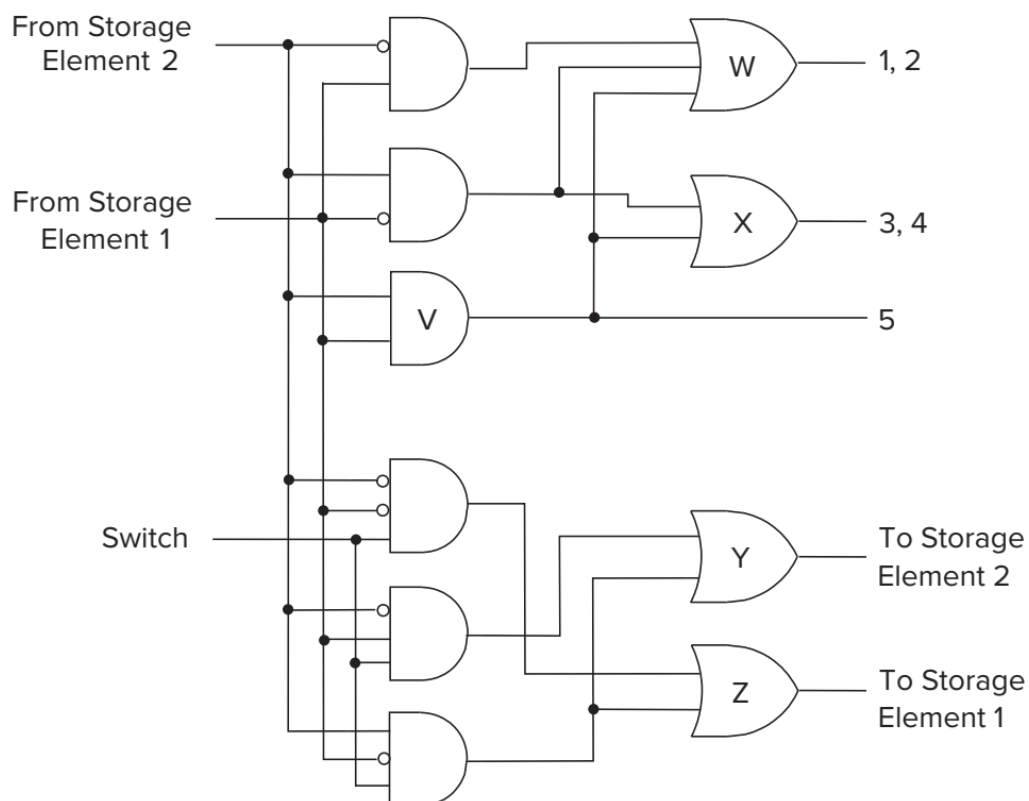 From Storage
Element 2
W
1, 2
From Storage
Element 1
X
3, 4
V
5
Switch
Y
To Storage
Element 2
Z
To Storage
Element 1